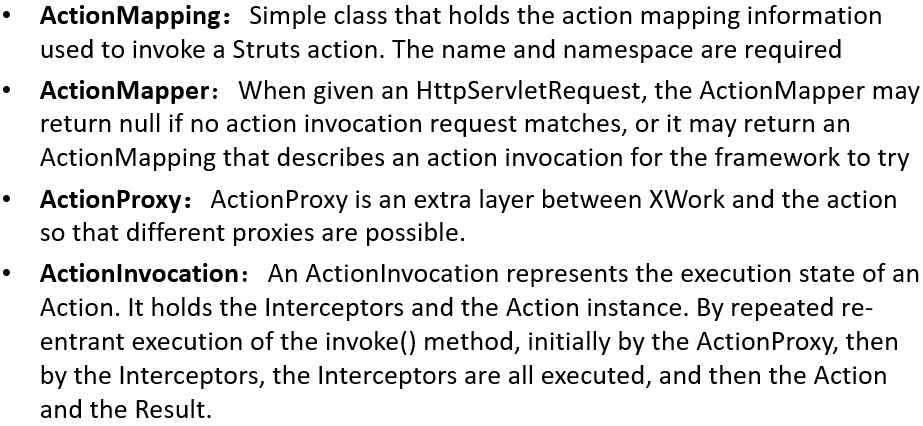 • ActionMapping：Simple class that holds the action mapping information
used to invoke a Struts action. The name and namespace are required
• ActionMapper：When given an HttpServletRequest, the ActionMapper may
return null if no action invocation request matches, or it may return an
ActionMapping that describes an action invocation for the framework to try
• ActionProxy：ActionProxy is an extra layer between XWork and the action
so that different proxies are possible.
• ActionInvocation：An ActionInvocation represents the execution state of an
Action. It holds the Interceptors and the Action instance. By repeated re-
entrant execution of the invoke() method, initially by the ActionProxy, then
by the Interceptors, the Interceptors are all executed, and then the Action
and the Result.